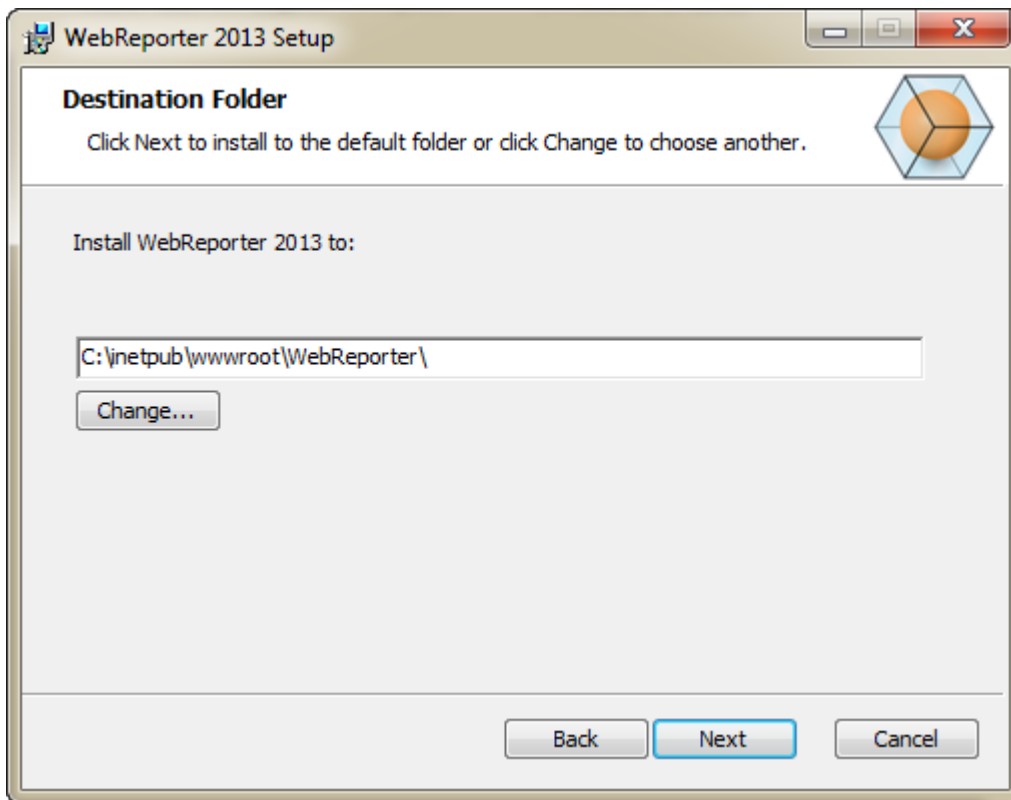 WebReporter 2013 Setup
Destination Folder
Click Next to install to the default folder or click Change to choose another.
Install WebReporter 2013 to:
C:\inetpub\wwwroot\WebReporter\
Change...
Back Next Cancel